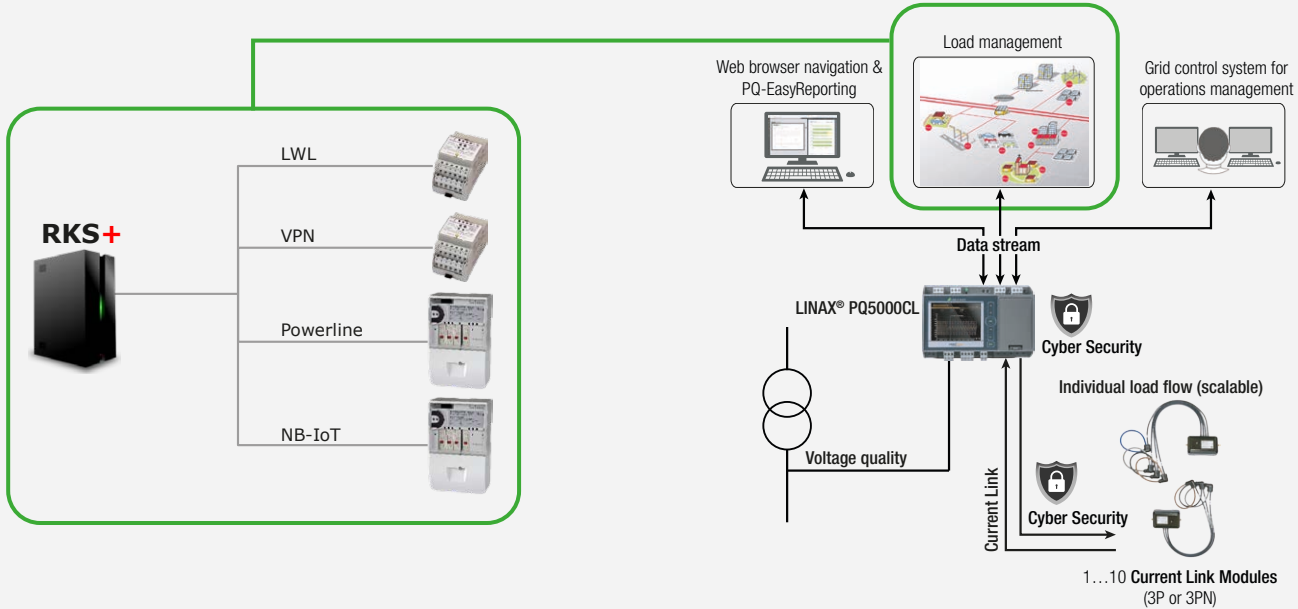 RKS+
LWL
VPN
Powerline
NB-IoT
Load management
Web browser navigation &
PQ-EasyReporting
Grid control system for
operations management
Data stream
LINAX® PQ5000CL
Cyber Security
Individual load flow (scalable)
Voltage quality
Current Link
Cyber Security
1…10 Current Link Modules
(3P or 3PN)